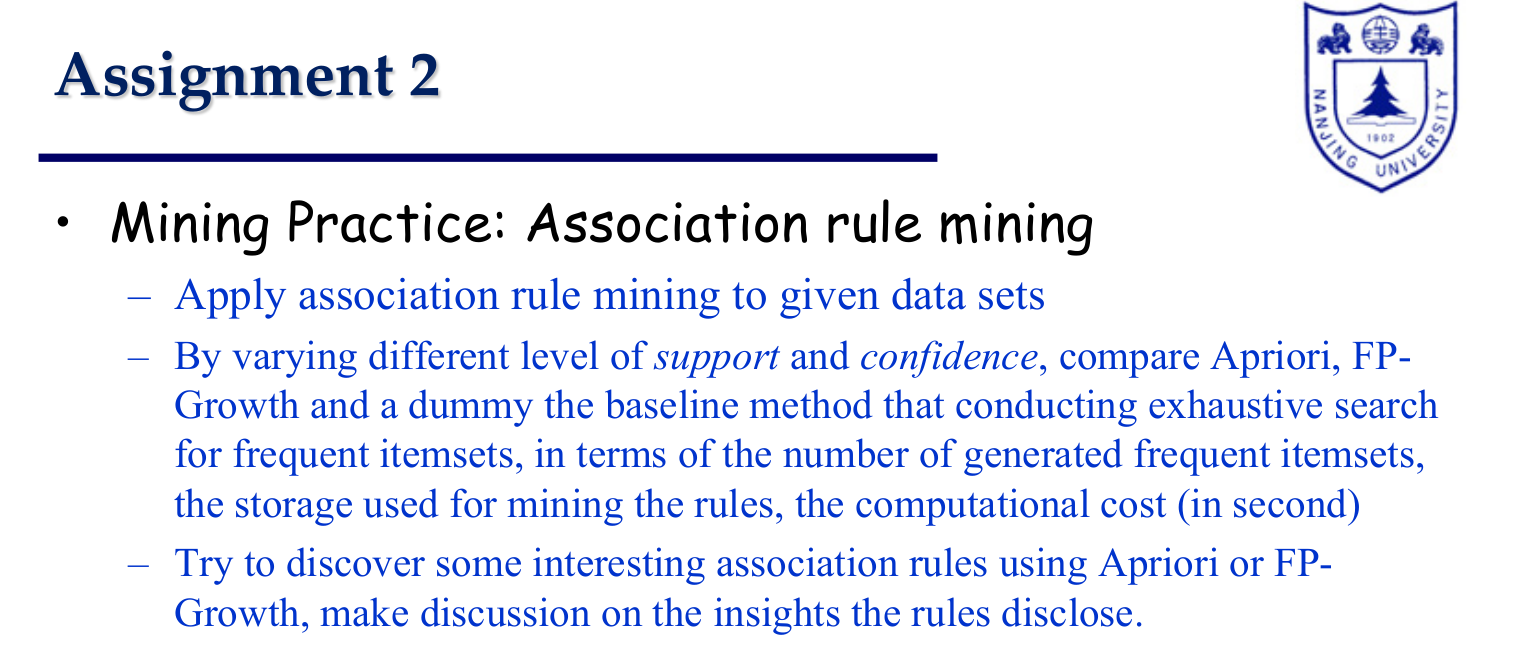 Assignment 2
NANJING UNIVERSITY
1902
• Mining Practice: Association rule mining
– Apply association rule mining to given data sets
– By varying different level of support and confidence, compare Apriori, FP-
Growth and a dummy the baseline method that conducting exhaustive search
for frequent itemsets, in terms of the number of generated frequent itemsets,
the storage used for mining the rules, the computational cost (in second)
– Try to discover some interesting association rules using Apriori or FP-
Growth, make discussion on the insights the rules disclose.